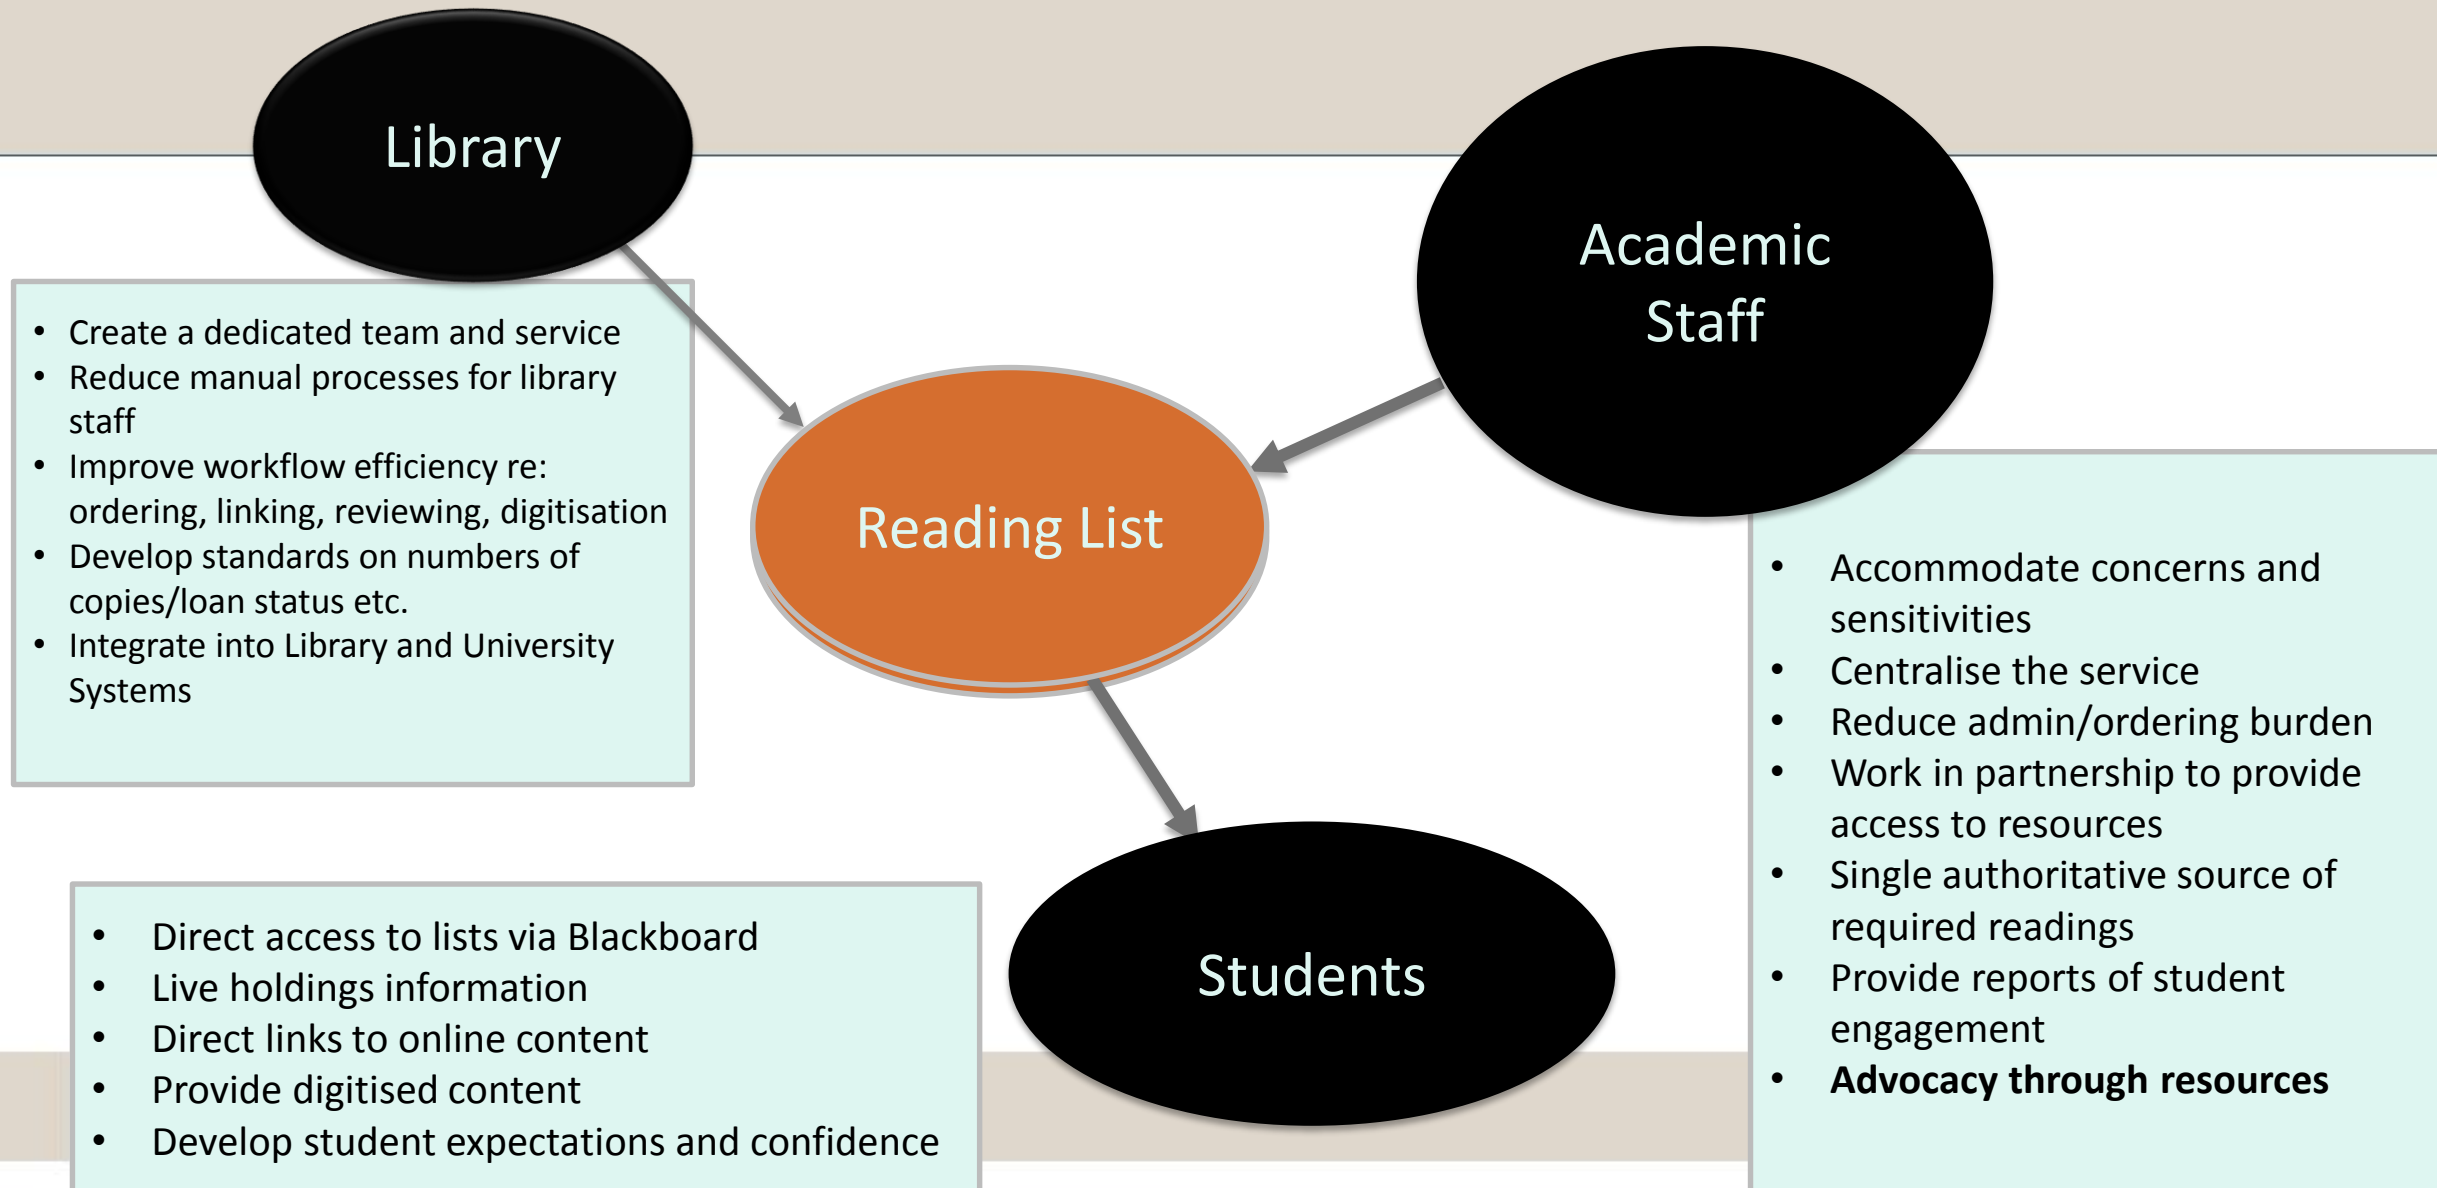 Library
Academic
Staff
• Create a dedicated team and service
• Reduce manual processes for library
staff
• Improve workflow efficiency re:
ordering, linking, reviewing, digitisation
• Develop standards on numbers of
copies/loan status etc.
• Integrate into Library and University
Systems
Reading List
• Accommodate concerns and
sensitivities
• Centralise the service
• Reduce admin/ordering burden
• Work in partnership to provide
access to resources
• Single authoritative source of
required readings
• Provide reports of student
engagement
• Advocacy through resources
• Direct access to lists via Blackboard
• Live holdings information
• Direct links to online content
• Provide digitised content
• Develop student expectations and confidence
Students